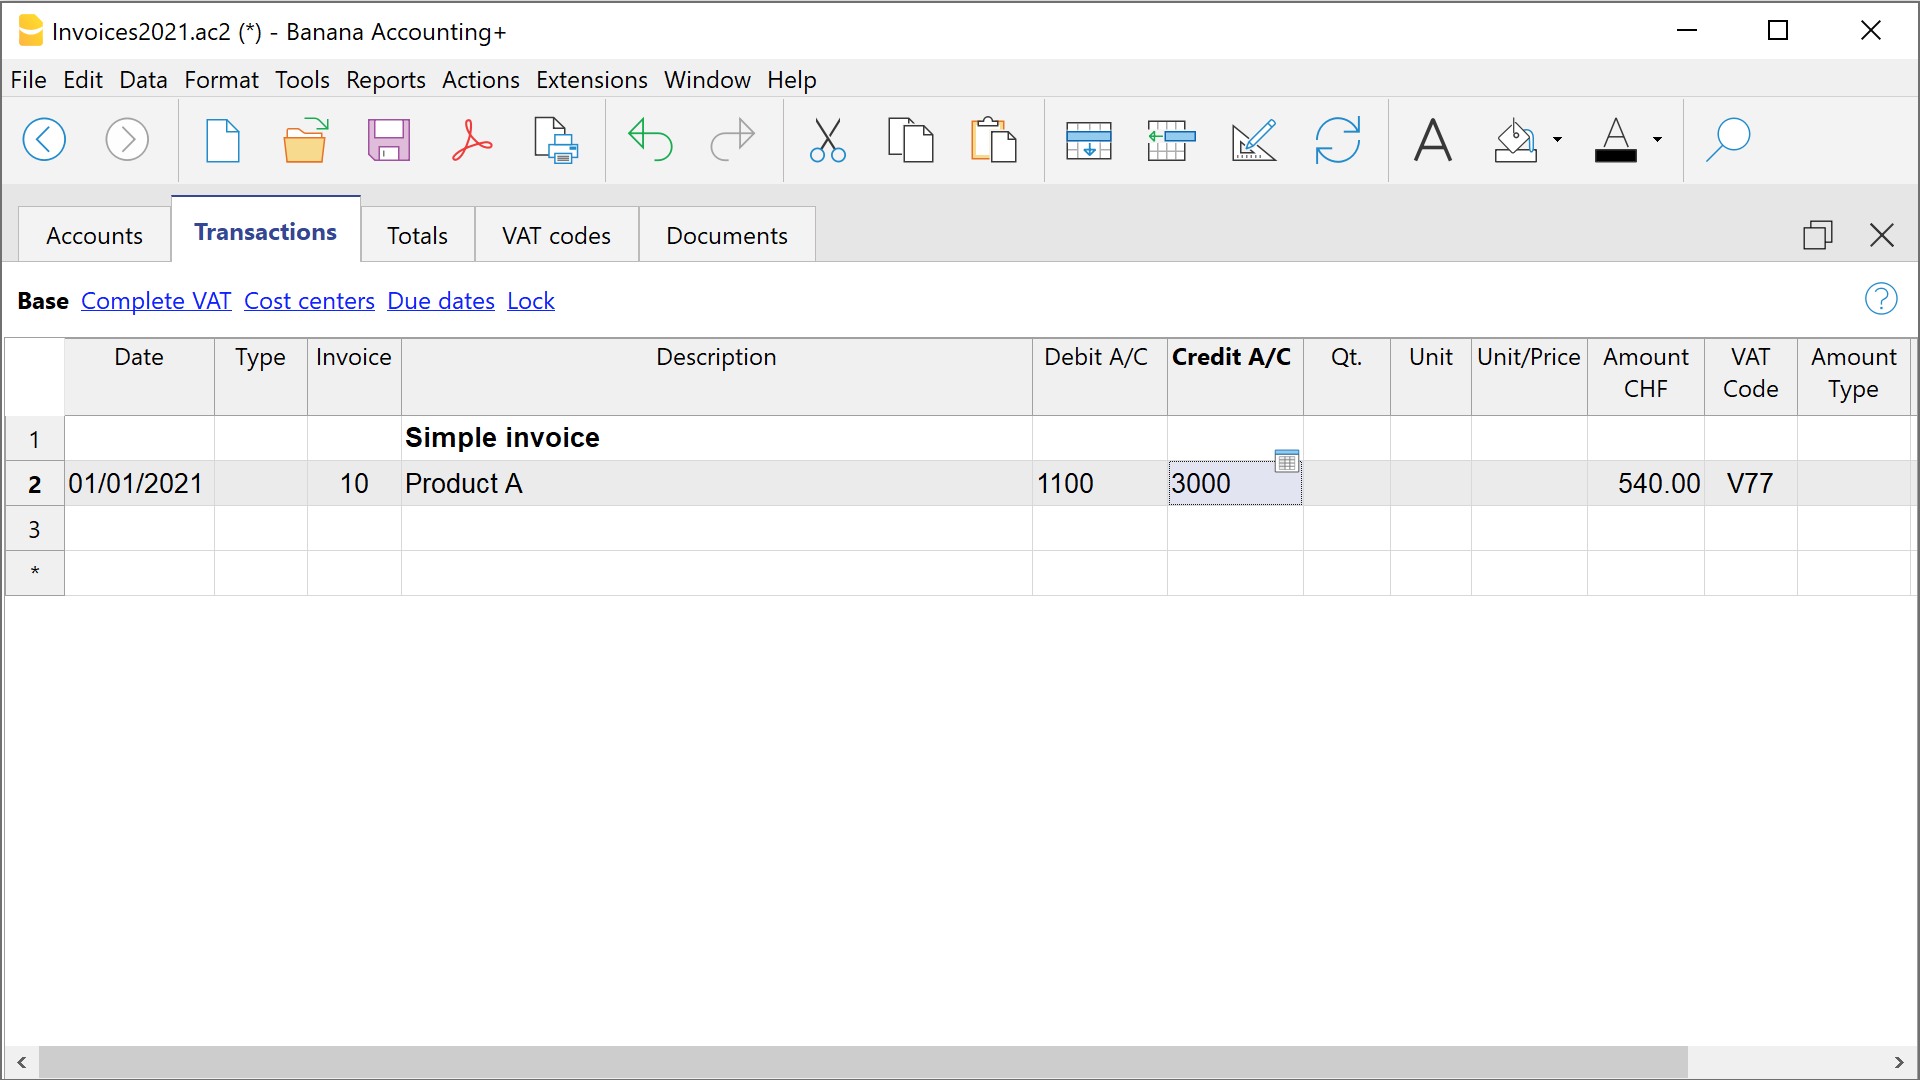 Invoices2021.ac2 (*) - Banana Accounting+
File Edit Data Format Tools Reports Actions Extensions Window Help
Accounts Transactions Totals VAT codes Documents
Base Complete VAT Cost centers Due dates Lock
Date Type Invoice Description Debit A/C Credit A/C Qt. Unit Unit/Price Amount CHF VAT Code Amount Type
1 Simple invoice
2 01/01/2021 10 Product A 1100 3000 540.00 V77
3
*